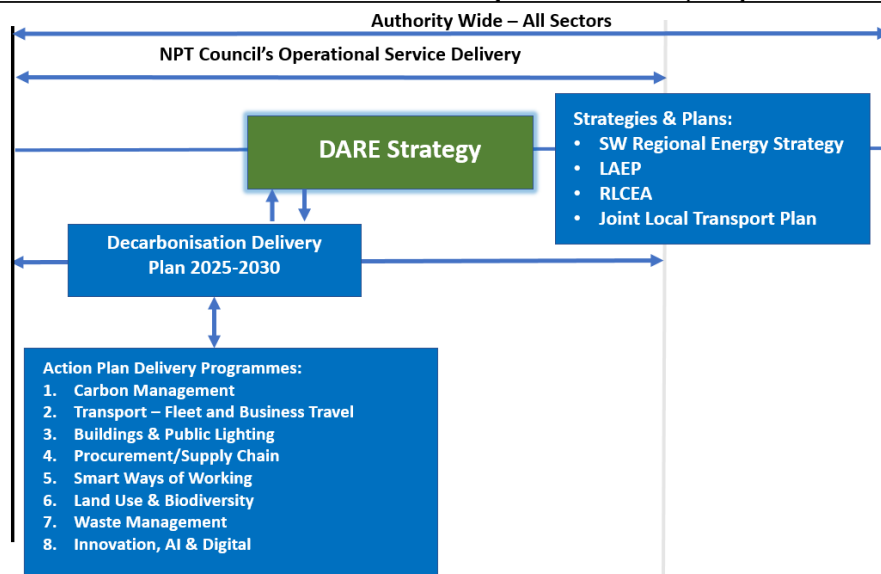 Authority Wide – All Sectors
NPT Council's Operational Service Delivery
DARE Strategy
Strategies & Plans:
• SW Regional Energy Strategy
• LAEP
• RLCEA
• Joint Local Transport Plan
Decarbonisation Delivery
Plan 2025-2030
Action Plan Delivery Programmes:
1. Carbon Management
2. Transport – Fleet and Business Travel
3. Buildings & Public Lighting
4. Procurement/Supply Chain
5. Smart Ways of Working
6. Land Use & Biodiversity
7. Waste Management
8. Innovation, AI & Digital